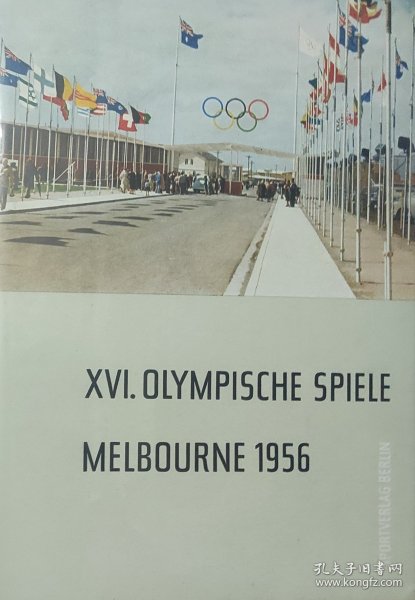 XVI. OLYMPISCHE SPIELE
MELBOURNE 1956
SPORTVERLAG BERLIN
孔夫子旧书网
www.kongfz.com